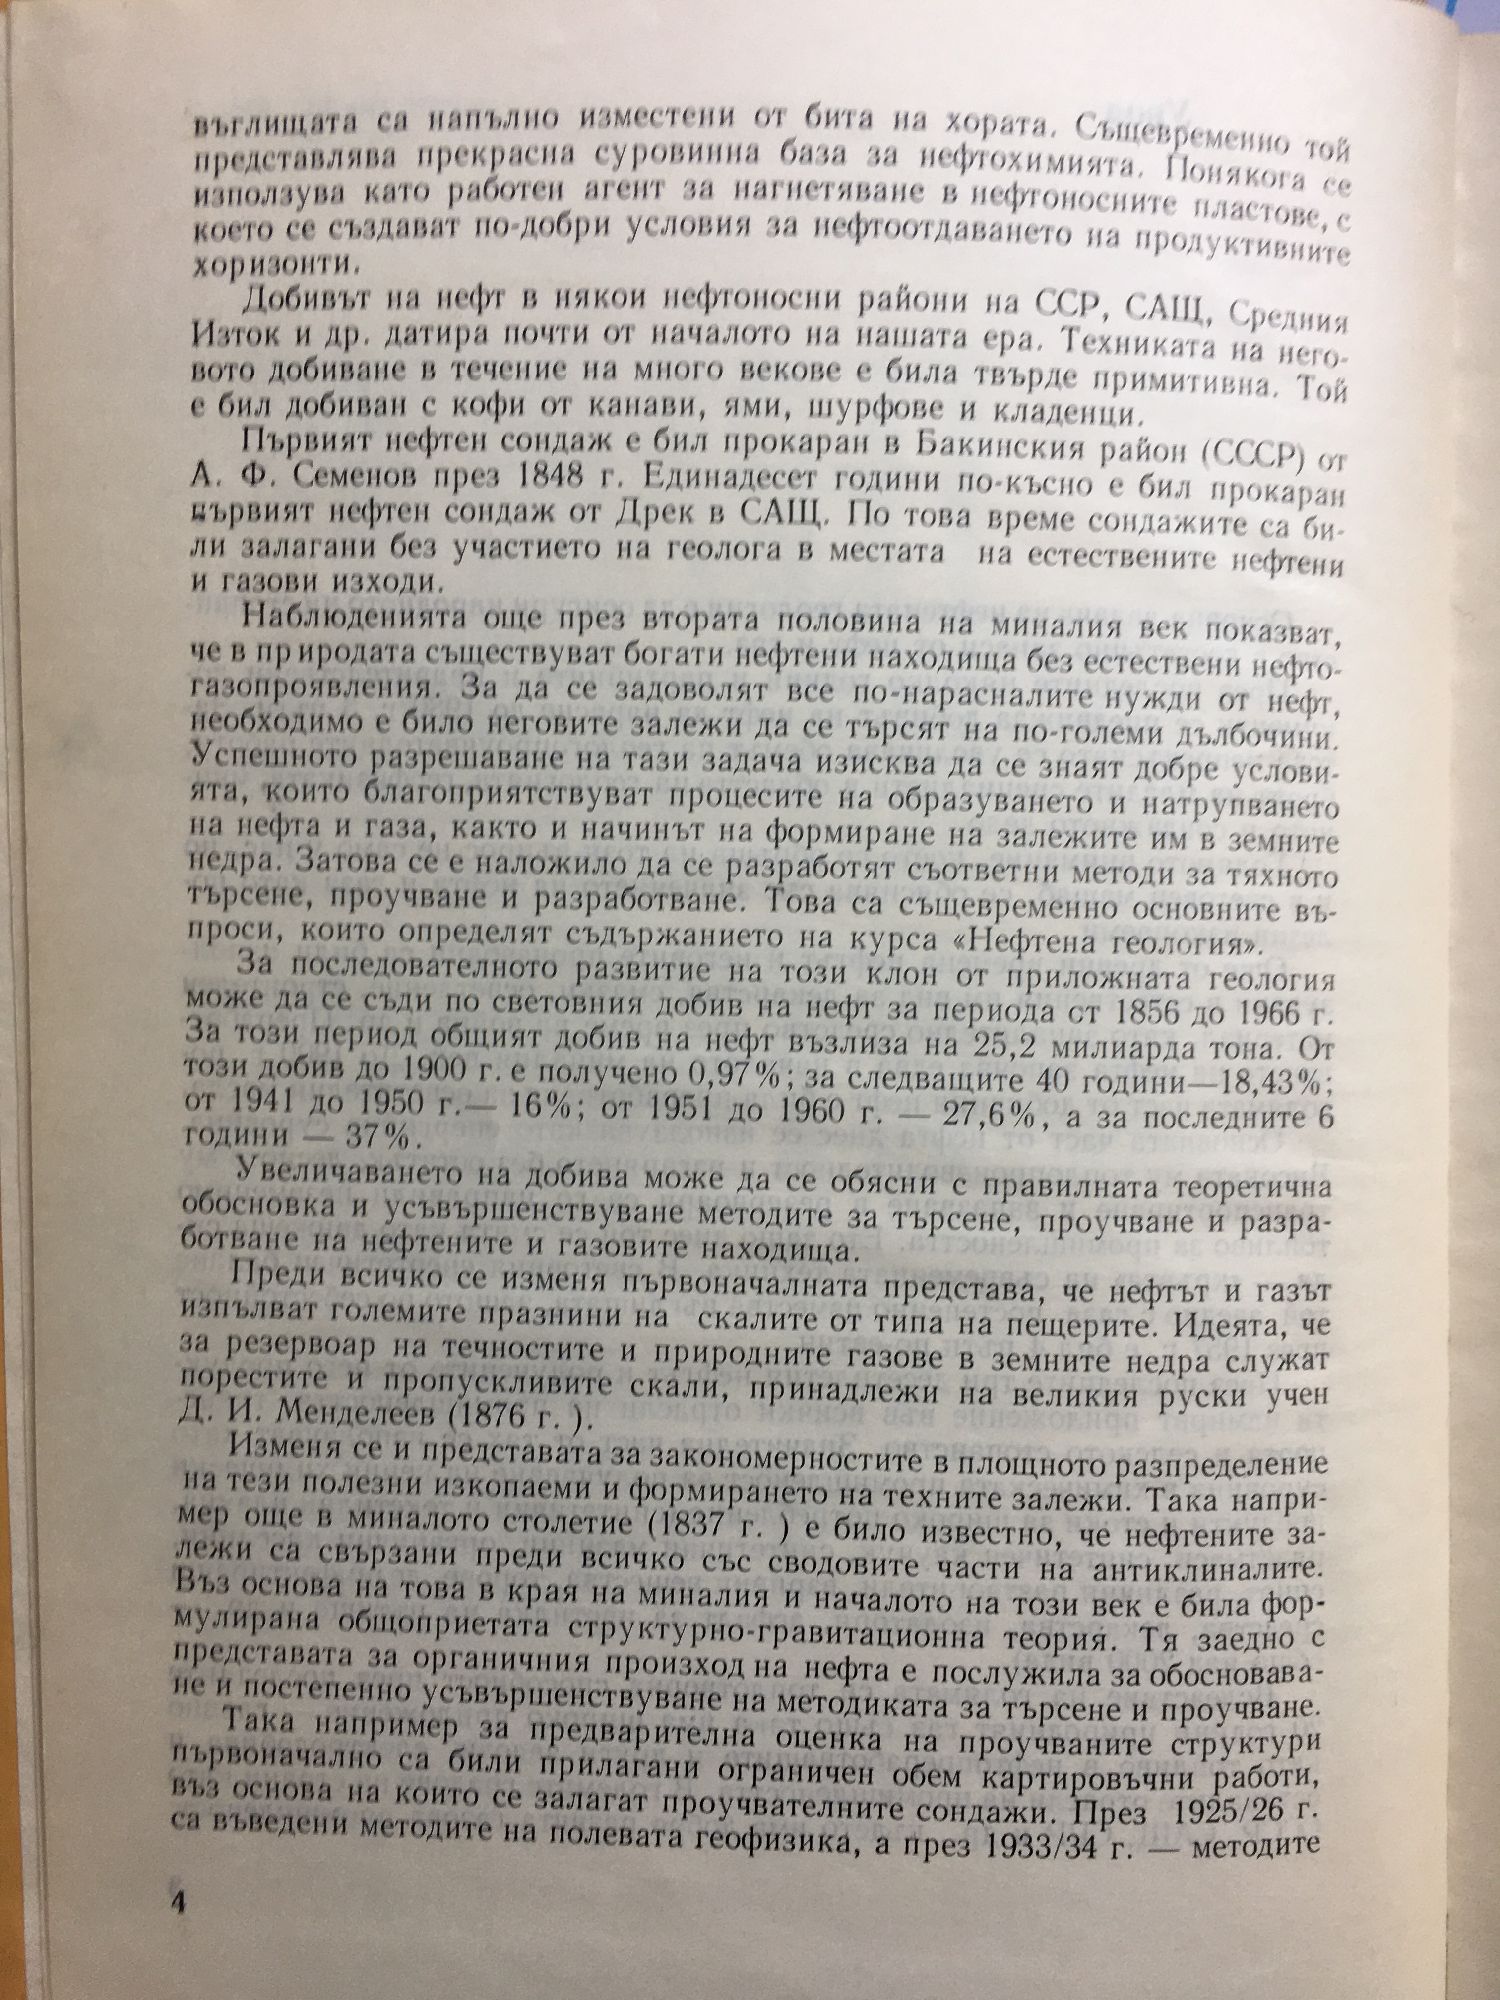 въглищата са напълно изместени от бита на хората. Същевременно той
представлява прекрасна суровинна база за нефтохимията. Понякога се
използува като работен агент за нагнетяване в нефтоносните пластове, с
което се създават по-добри условия за нефтоотдаването на продуктивните
хоризонти.
Добивът на нефт в някои нефтоносни райони на ССР, САЩ, Средния
Изток и др. датира почти от началото на нашата ера. Техниката на него-
вото добиване в течение на много векове е била твърде примитивна. Той
е бил добиван с кофи от канави, ями, шурфове и кладенци.
Първият нефтен сондаж е бил прокаран в Бакинския район (СССР) от
А. Ф. Семенов през 1848 г. Единадесет години по-късно е бил прокаран
първият нефтен сондаж от Дрек в САЩ. По това време сондажите са би-
ли залагани без участието на геолога в местата на естествените нефтени
и газови изходи.
Наблюденията още през втората половина на миналия век показват,
че в пр иродата съществуват богати нефтени находища без естествени нефто-
газопроявления. За да се задоволят все по-нарасналите нужди от нефт,
необходимо е било неговите залежи да се търсят на по-големи дълбочини.
Успешното разрешаване на тази задача изисква да се знаят добре услови-
ята, които благоприятствуват процесите на образуването и натрупването
на нефта и газа, както и начинът на формиране на залежите им в земните
недра. Затова се е наложило да се разработят съответни методи за тяхното
търсене, проучване и разработване. Това са същевременно основните въ-
проси, които определят съдържанието на курса «Нефтена геология».
За последователното развитие на този клон от приложната геология
може да се съди по световния добив на нефт за периода от 1856 до 1966 г.
За този период общият добив на нефт възлиза на 25,2 милиарда тона. От
този добив до 1900 г. е получено 0,97%; за следващите 40 години—18,43%;
от 1941 до 1950 г.— 16%; от 1951 до 1960 г. — 27,6%, а за последните 6
години — 37%.
Увеличаването на добива може да се обясни с правилната теоретична
обосновка и усъвършенствуване методите за търсене, проучване и разра-
ботване на нефтените и газовите находища.
Преди всичко се изменя първоначалната представа, че нефтът и газът
изпълват големите празнини на скалите от типа на пещерите. Идеята, че
за резервоар на течностите и природните газове в земните недра служат
порестите и пропускливите скали, принадлежи на великия руски учен
Д. И. Менделеев (1876 г. ).
Изменя се и представата за закономерностите в площното разпределение
на тези полезни изкопаеми и формирането на техните залежи. Така напри-
мер още в миналото столетие (1837 г. ) е било известно, че нефтените за-
лежи са свързани преди всичко със сводовите части на антиклиналите.
Въз основа на това в края на миналия и началото на този век е била фор-
мулирана общоприетата структурно-гравитационна теория. Тя заедно с
представата за органичния произход на нефта е послужила за обосновава-
не и постепенно усъвършенствуване на методиката за търсене и проучване.
Така например за предварителна оценка на проучваните структури
първоначално са били прилагани ограничен обем картировъчни работи,
въз основа на които се залагат проучвателните сондажи. През 1925/26 г.
са въведени методите на полевата геофизика, а през 1933/34 г. — методите
4